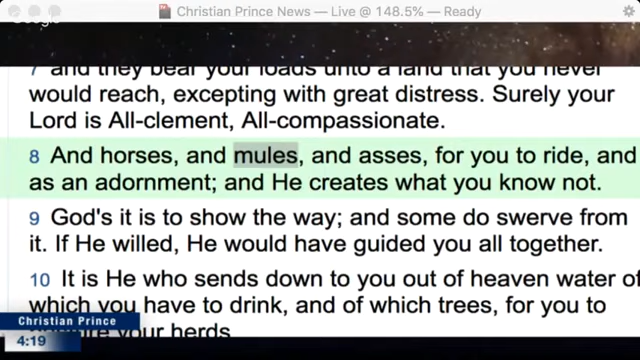 Christian Prince News — Live @ 148.5% — Ready
7 and they bear your loads unto a land that you never
would reach, excepting with great distress. Surely your
Lord is All-clement, All-compassionate.
8 And horses, and mules, and asses, for you to ride, and
as an adornment; and He creates what you know not.
9 God's it is to show the way; and some do swerve from
it. If He willed, He would have guided you all together.
10 It is He who sends down to you out of heaven water of
which you have to drink, and of which trees, for you to
your herds
Christian Prince
4:19